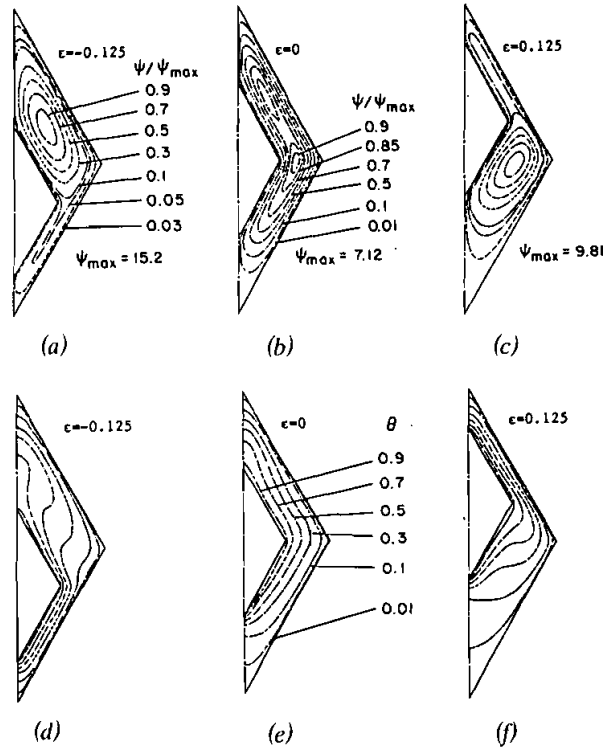 ε=-0.125
ψ/ψmax
0.9
0.7
0.5
0.3
0.1
0.05
0.03
ψmax = 15.2
(a)
ε=0
ψ/ψmax
0.9
0.85
0.7
0.5
0.1
0.01
ψmax = 7.12
(b)
ε=0.125
ψmax = 9.81
(c)
ε=-0.125
(d)
ε=0
θ
0.9
0.7
0.5
0.3
0.1
0.01
(e)
ε=0.125
(f)